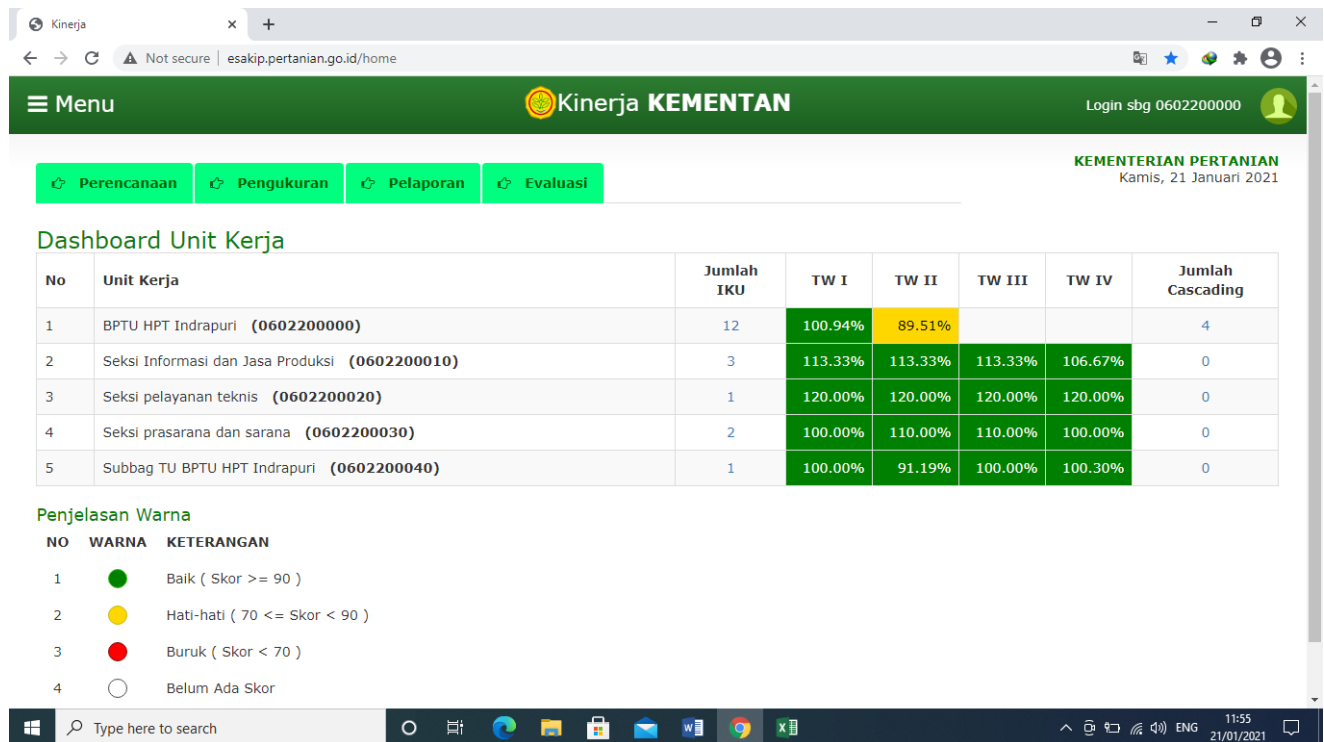 Kinerja
Not secure | esakip.pertanian.go.id/home
Menu
Kinerja KEMENTAN
Login sbg 0602200000
KEMENTERIAN PERTANIAN
Kamis, 21 Januari 2021
Perencanaan Pengukuran Pelaporan Evaluasi
Dashboard Unit Kerja
No Unit Kerja Jumlah IKU TW I TW II TW III TW IV Jumlah Cascading
1 BPTU HPT Indrapuri (0602200000) 12 100.94% 89.51% 4
2 Seksi Informasi dan Jasa Produksi (0602200010) 3 113.33% 113.33% 113.33% 106.67% 0
3 Seksi pelayanan teknis (0602200020) 1 120.00% 120.00% 120.00% 120.00% 0
4 Seksi prasarana dan sarana (0602200030) 2 100.00% 110.00% 110.00% 100.00% 0
5 Subbag TU BPTU HPT Indrapuri (0602200040) 1 100.00% 91.19% 100.00% 100.30% 0
Penjelasan Warna
NO WARNA KETERANGAN
1 Baik ( Skor >= 90 )
2 Hati-hati ( 70 <= Skor < 90 )
3 Buruk ( Skor < 70 )
4 Belum Ada Skor
Type here to search
ENG
11:55
21/01/2021